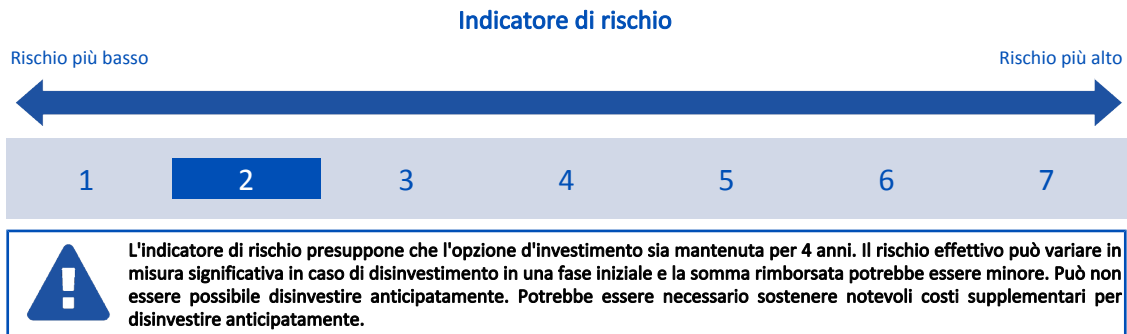 Indicatore di rischio
Rischio più basso
Rischio più alto
1 2 3 4 5 6 7
L'indicatore di rischio presuppone che l'opzione d'investimento sia mantenuta per 4 anni. Il rischio effettivo può variare in
misura significativa in caso di disinvestimento in una fase iniziale e la somma rimborsata potrebbe essere minore. Può non
essere possibile disinvestire anticipatamente. Potrebbe essere necessario sostenere notevoli costi supplementari per
disinvestire anticipatamente.